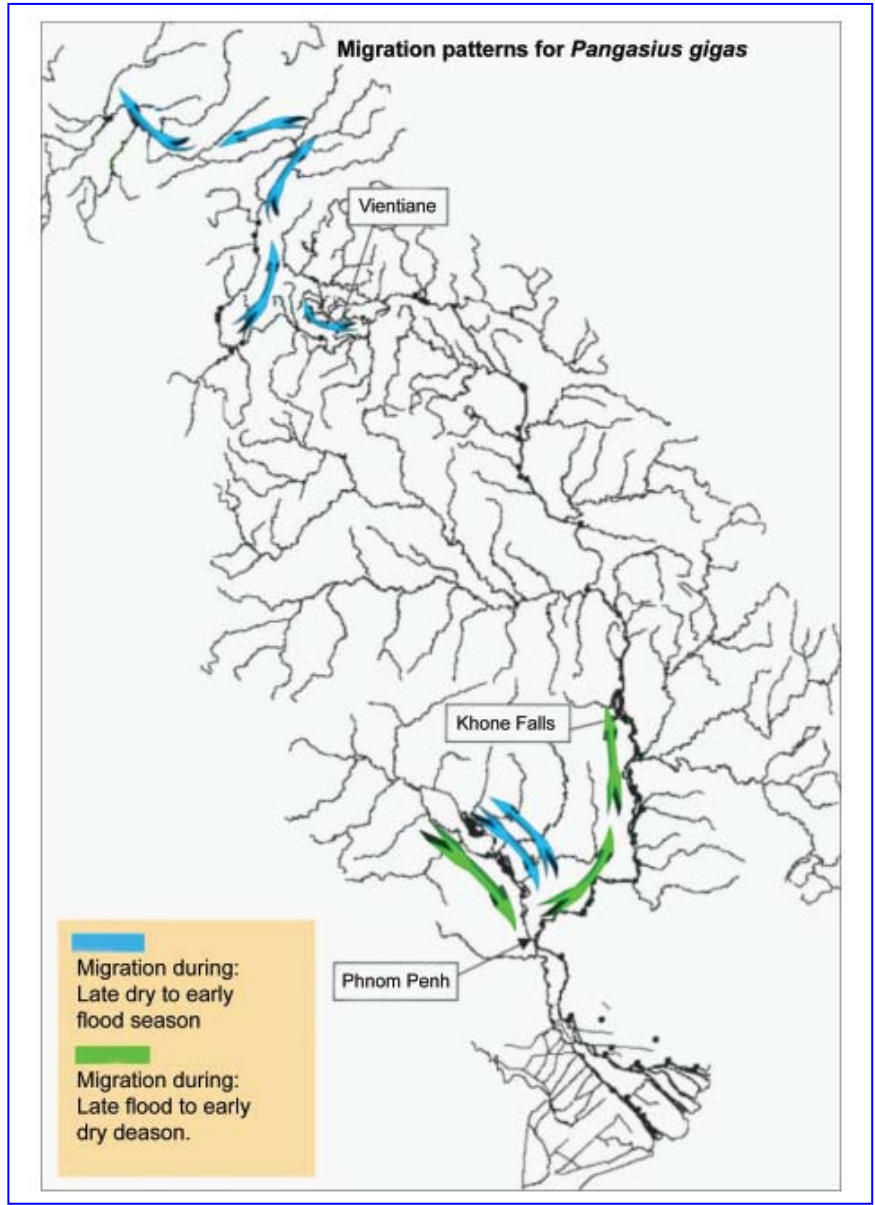 Migration patterns for Pangasius gigas
Vientiane
Khone Falls
Phnom Penh
Migration during:
Late dry to early
flood season
Migration during:
Late flood to early
dry deason.